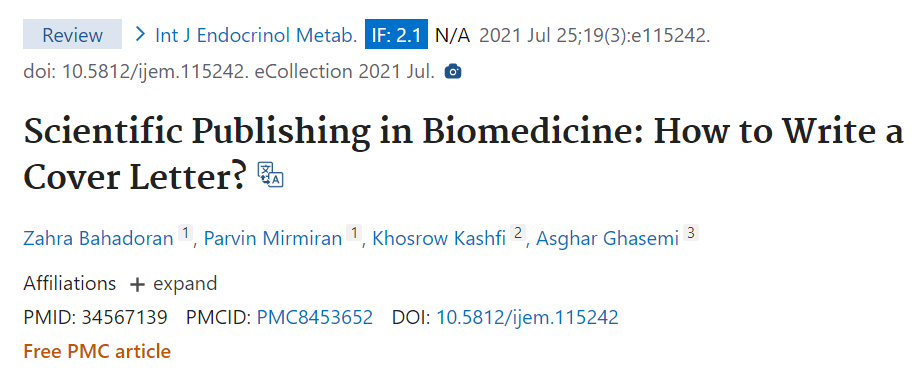 Review > Int J Endocrinol Metab. IF: 2.1 N/A 2021 Jul 25;19(3):e115242.
doi: 10.5812/ijem.115242. eCollection 2021 Jul.
Scientific Publishing in Biomedicine: How to Write a
Cover Letter?
Zahra Bahadoran 1, Parvin Mirmiran 1, Khosrow Kashfi 2, Asghar Ghasemi 3
Affiliations + expand
PMID: 34567139 PMCID: PMC8453652 DOI: 10.5812/ijem.115242
Free PMC article